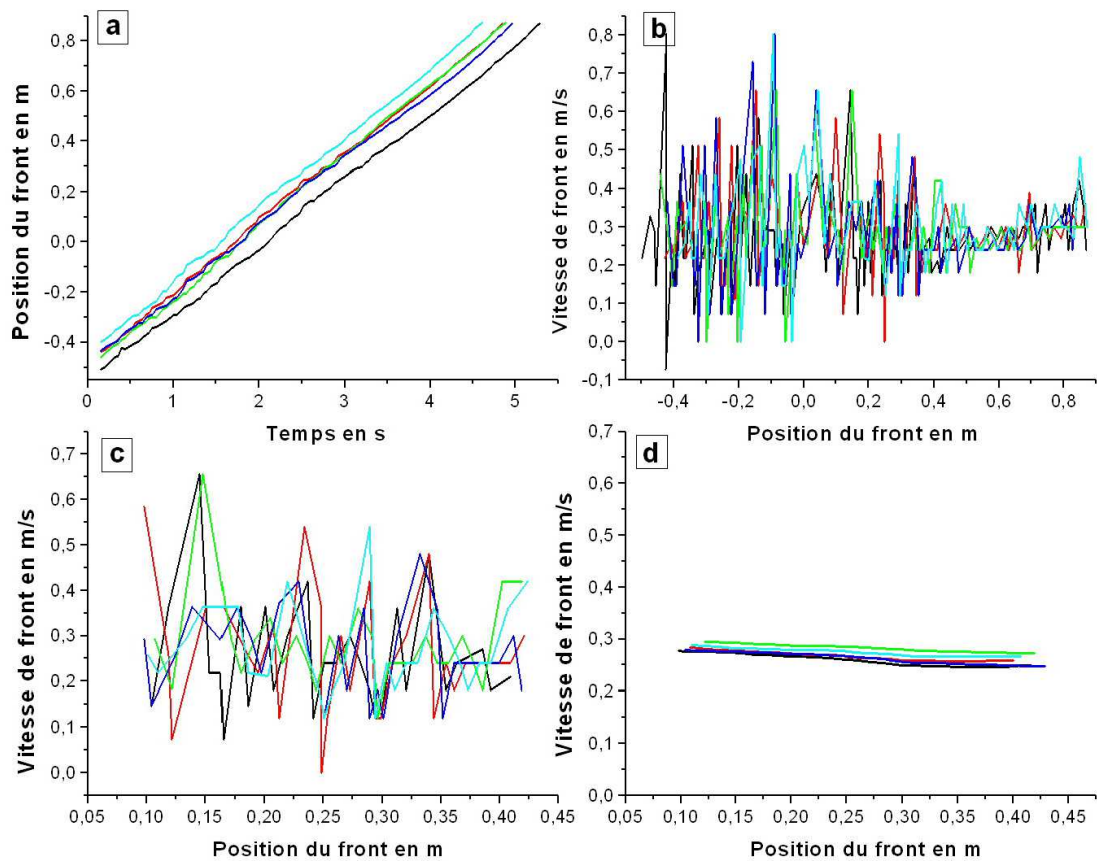 a
Position du front en m
0,8
0,6
0,4
0,2
0,0
-0,2
-0,4
0 1 2 3 4 5
Temps en s
b
Vitesse de front en m/s
0,8
0,7
0,6
0,5
0,4
0,3
0,2
0,1
0,0
-0,1
-0,4 -0,2 0,0 0,2 0,4 0,6 0,8
Position du front en m
c
Vitesse de front en m/s
0,7
0,6
0,5
0,4
0,3
0,2
0,1
0,0
0,05 0,10 0,15 0,20 0,25 0,30 0,35 0,40 0,45
Position du front en m
d
Vitesse de front en m/s
0,7
0,6
0,5
0,4
0,3
0,2
0,1
0,0
0,05 0,10 0,15 0,20 0,25 0,30 0,35 0,40 0,45
Position du front en m